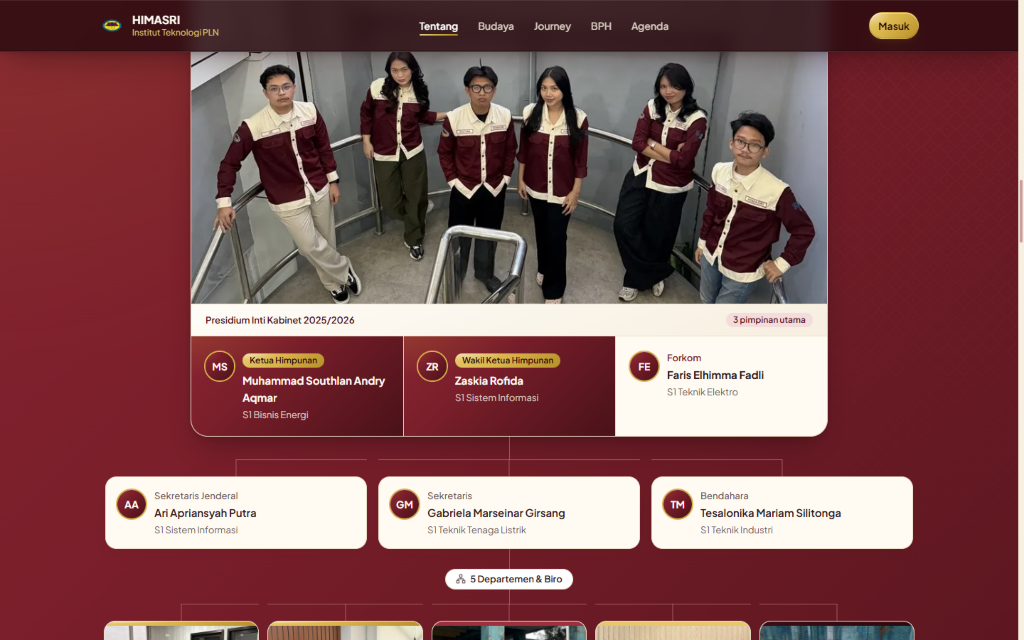 HIMASRI
Institut Teknologi PLN
Tentang
Budaya
Journey
BPH
Agenda
Masuk
Presidium Inti Kabinet 2025/2026
3 pimpinan utama
MS
Ketua Himpunan
Muhammad Southlan Andry
Aqmar
S1 Bisnis Energi
ZR
Wakil Ketua Himpunan
Zaskia Rofida
S1 Sistem Informasi
FE
Forkom
Faris Elhimma Fadli
S1 Teknik Elektro
AA
Sekretaris Jenderal
Ari Apriansyah Putra
S1 Sistem Informasi
GM
Sekretaris
Gabriela Marseinar Girsang
S1 Teknik Tenaga Listrik
TM
Bendahara
Tesalonika Mariam Silitonga
S1 Teknik Industri
5 Departemen & Biro